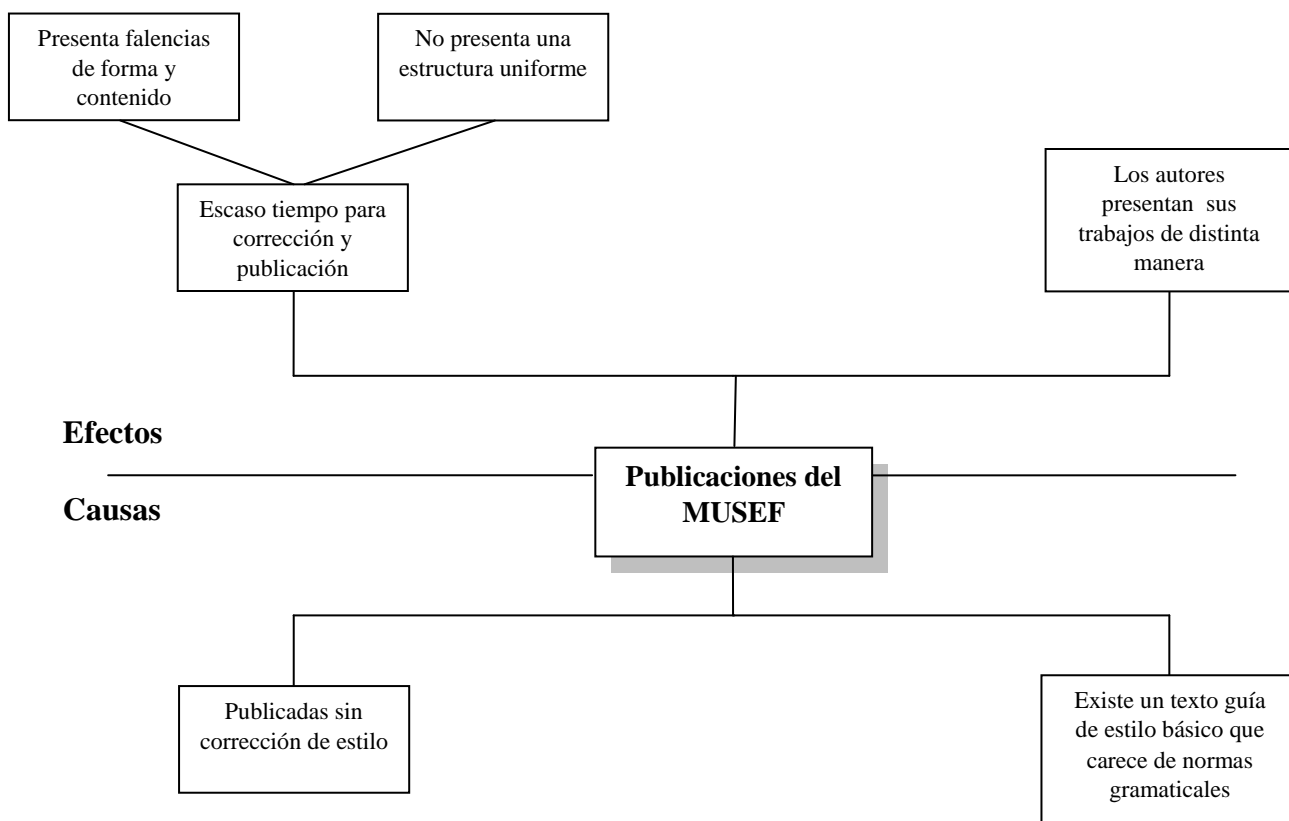 Presenta falencias
de forma y
contenido
No presenta una
estructura uniforme
Escaso tiempo para
corrección y
publicación
Los autores
presentan sus
trabajos de distinta
manera
Efectos
Publicaciones del
MUSEF
Causas
Publicadas sin
corrección de estilo
Existe un texto guía
de estilo básico que
carece de normas
gramaticales